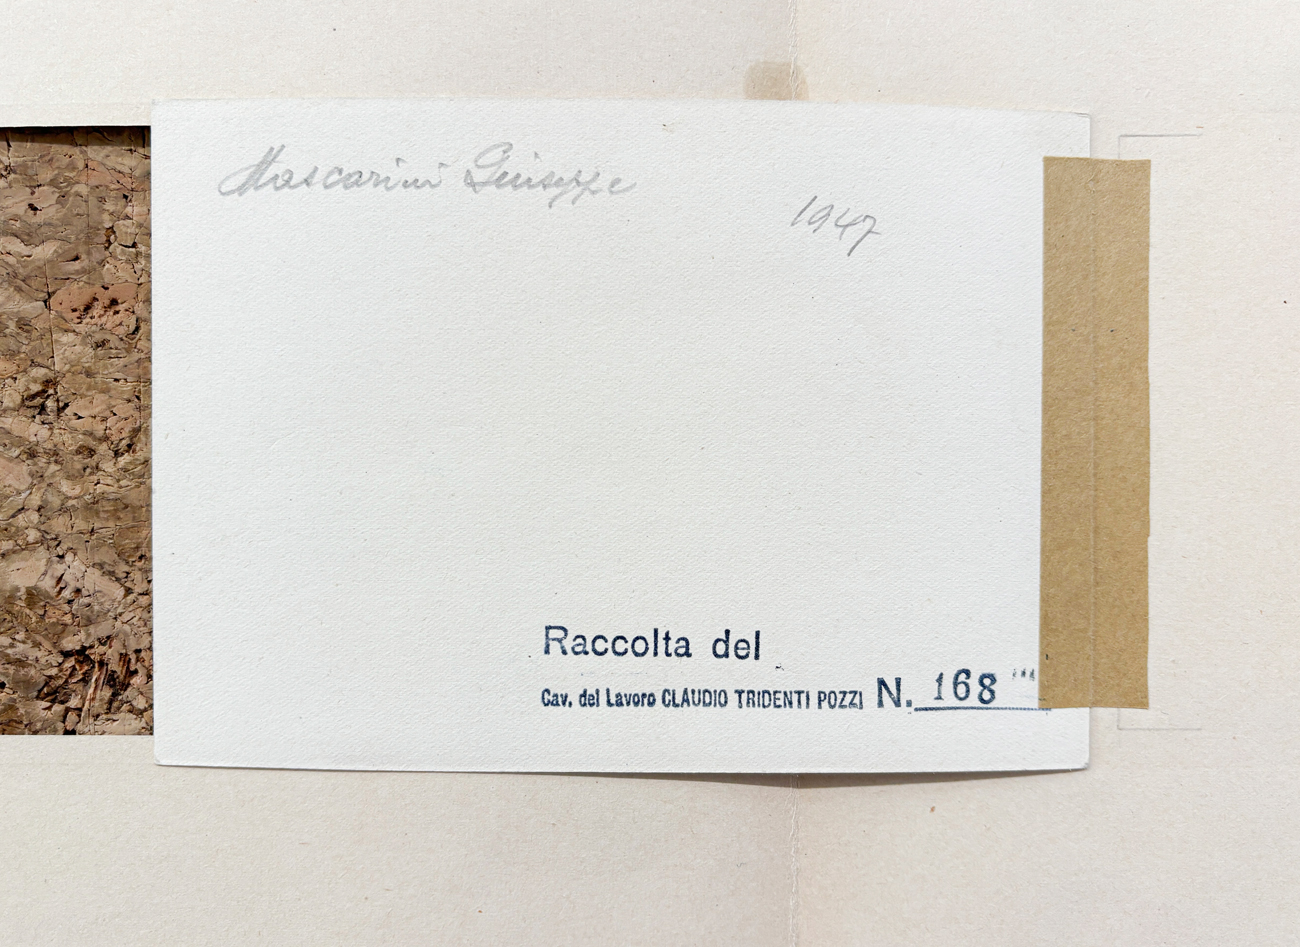 Mascarini Giuseppe
1947
Raccolta del
Cav. del Lavoro CLAUDIO TRIDENTI POZZI N. 168